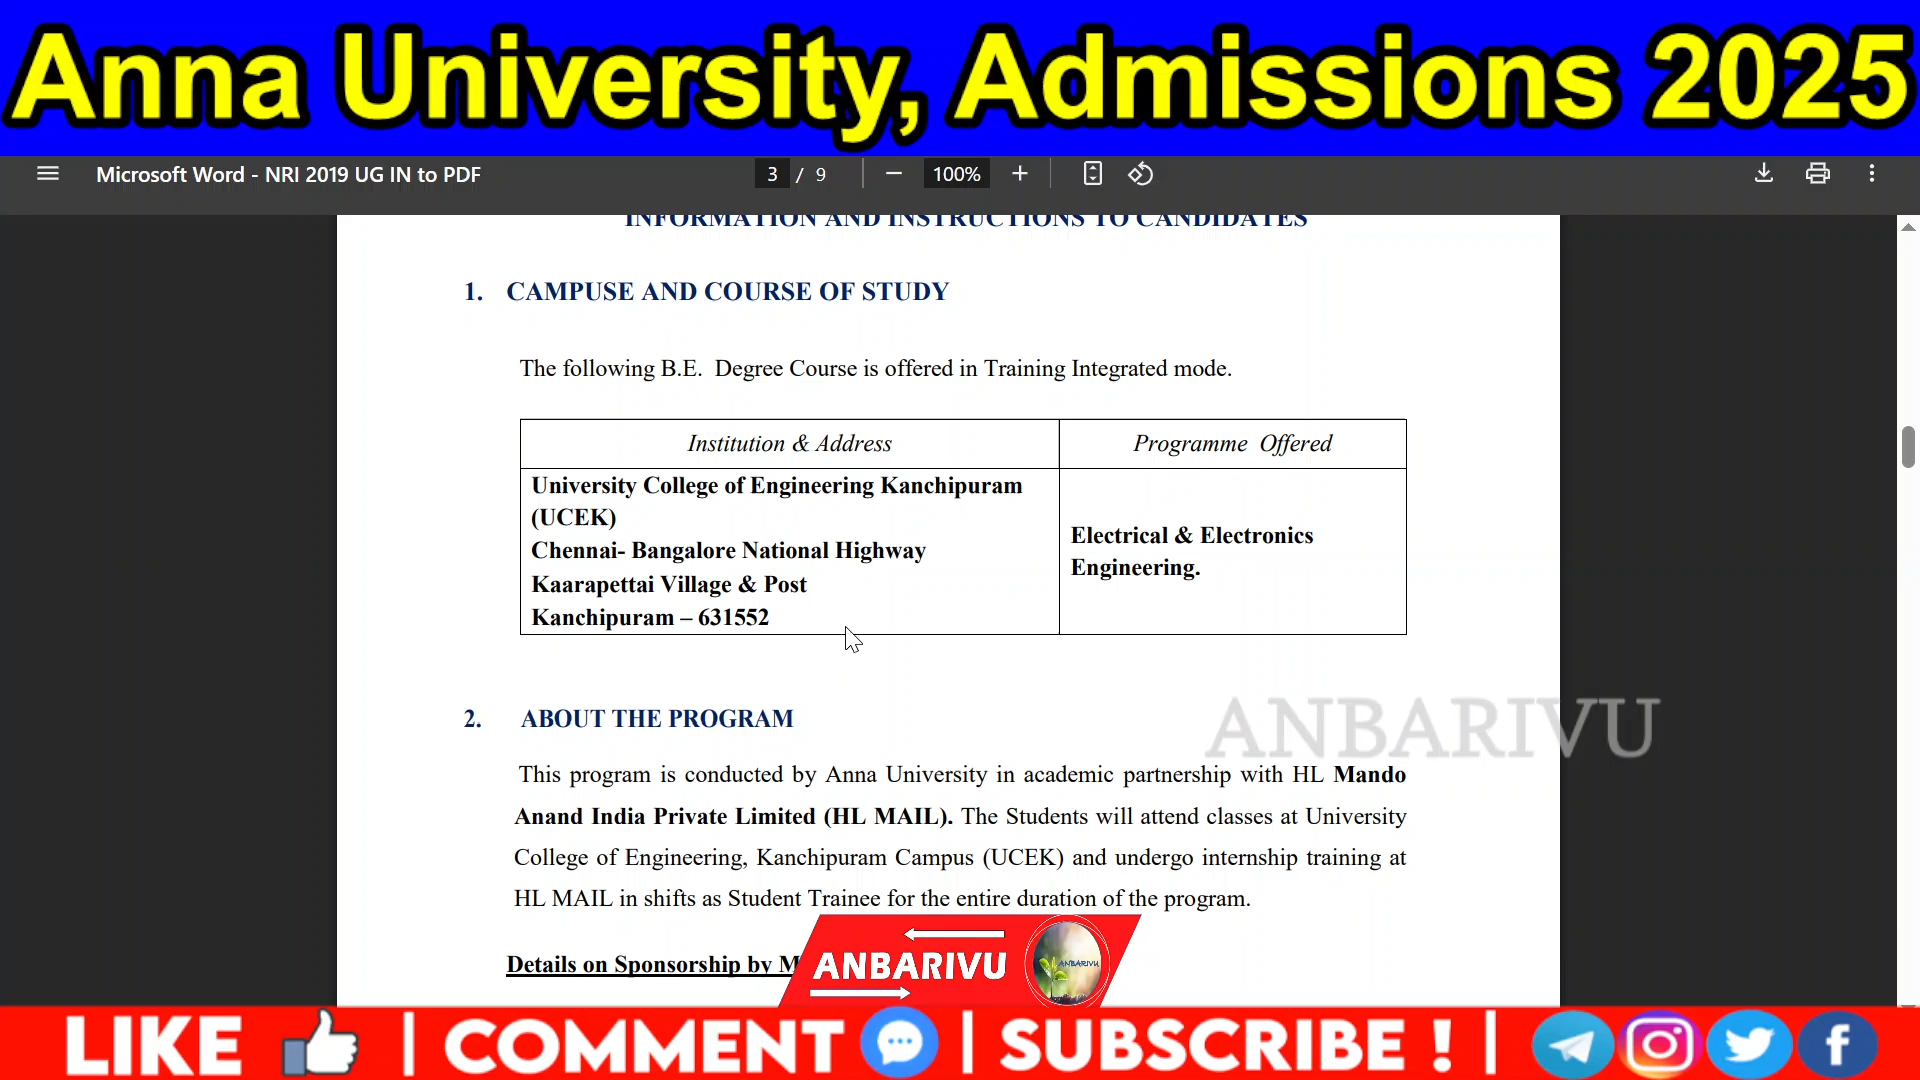 Anna University, Admissions 2025
Microsoft Word - NRI 2019 UG IN to PDF
3 / 9
100%
INFORMATION AND INSTRUCTIONS TO CANDIDATES
1. CAMPUSE AND COURSE OF STUDY
The following B.E. Degree Course is offered in Training Integrated mode.
Institution & Address
Programme Offered
University College of Engineering Kanchipuram
(UCEK)
Chennai- Bangalore National Highway
Kaarapettai Village & Post
Kanchipuram – 631552
Electrical & Electronics
Engineering.
2. ABOUT THE PROGRAM
ANBARIVU
This program is conducted by Anna University in academic partnership with HL Mando
Anand India Private Limited (HL MAIL). The Students will attend classes at University
College of Engineering, Kanchipuram Campus (UCEK) and undergo internship training at
HL MAIL in shifts as Student Trainee for the entire duration of the program.
Details on Sponsorship by M
ANBARIVU
ANBARIVU
LIKE | COMMENT | SUBSCRIBE ! |